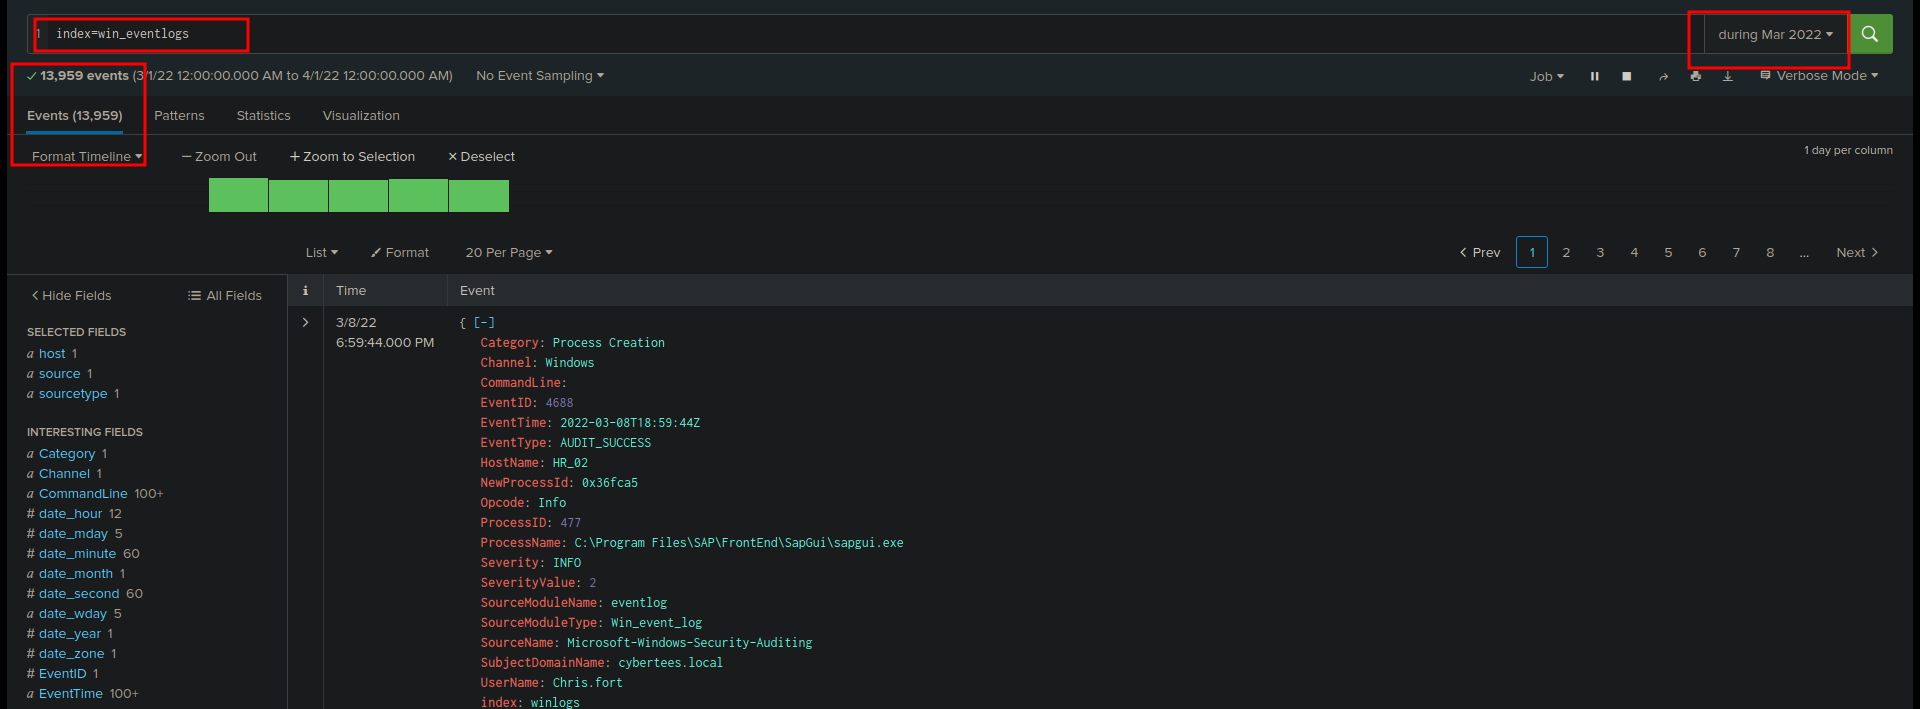 1 index=win_eventlogs during Mar 2022
13,959 events (3/1/22 12:00:00.000 AM to 4/1/22 12:00:00.000 AM) No Event Sampling Job Verbose Mode
Events (13,959) Patterns Statistics Visualization
Format Timeline — Zoom Out + Zoom to Selection × Deselect 1 day per column
List Format 20 Per Page < Prev 1 2 3 4 5 6 7 8 ... Next >
< Hide Fields All Fields i Time Event
SELECTED FIELDS
a host 1
a source 1
a sourcetype 1
INTERESTING FIELDS
a Category 1
a Channel 1
a CommandLine 100+
# date_hour 12
# date_mday 5
# date_minute 60
a date_month 1
# date_second 60
a date_wday 5
# date_year 1
# date_zone 1
# EventID 1
a EventTime 100+
> 3/8/22
6:59:44.000 PM
{ [-]
Category: Process Creation
Channel: Windows
CommandLine:
EventID: 4688
EventTime: 2022-03-08T18:59:44Z
EventType: AUDIT_SUCCESS
HostName: HR_02
NewProcessId: 0x36fca5
Opcode: Info
ProcessID: 477
ProcessName: C:\Program Files\SAP\FrontEnd\SapGui\sapgui.exe
Severity: INFO
SeverityValue: 2
SourceModuleName: eventlog
SourceModuleType: Win_event_log
SourceName: Microsoft-Windows-Security-Auditing
SubjectDomainName: cybertees.local
UserName: Chris.fort
index: winlogs